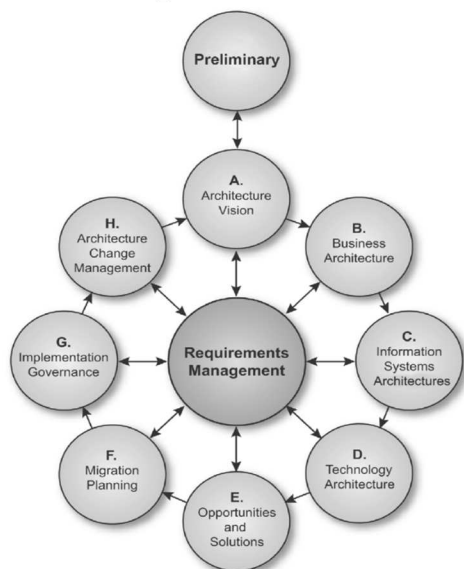 Preliminary
A.
Architecture
Vision
B.
Business
Architecture
C.
Information
Systems
Architectures
D.
Technology
Architecture
E.
Opportunities
and
Solutions
F.
Migration
Planning
G.
Implementation
Governance
H.
Architecture
Change
Management
Requirements
Management